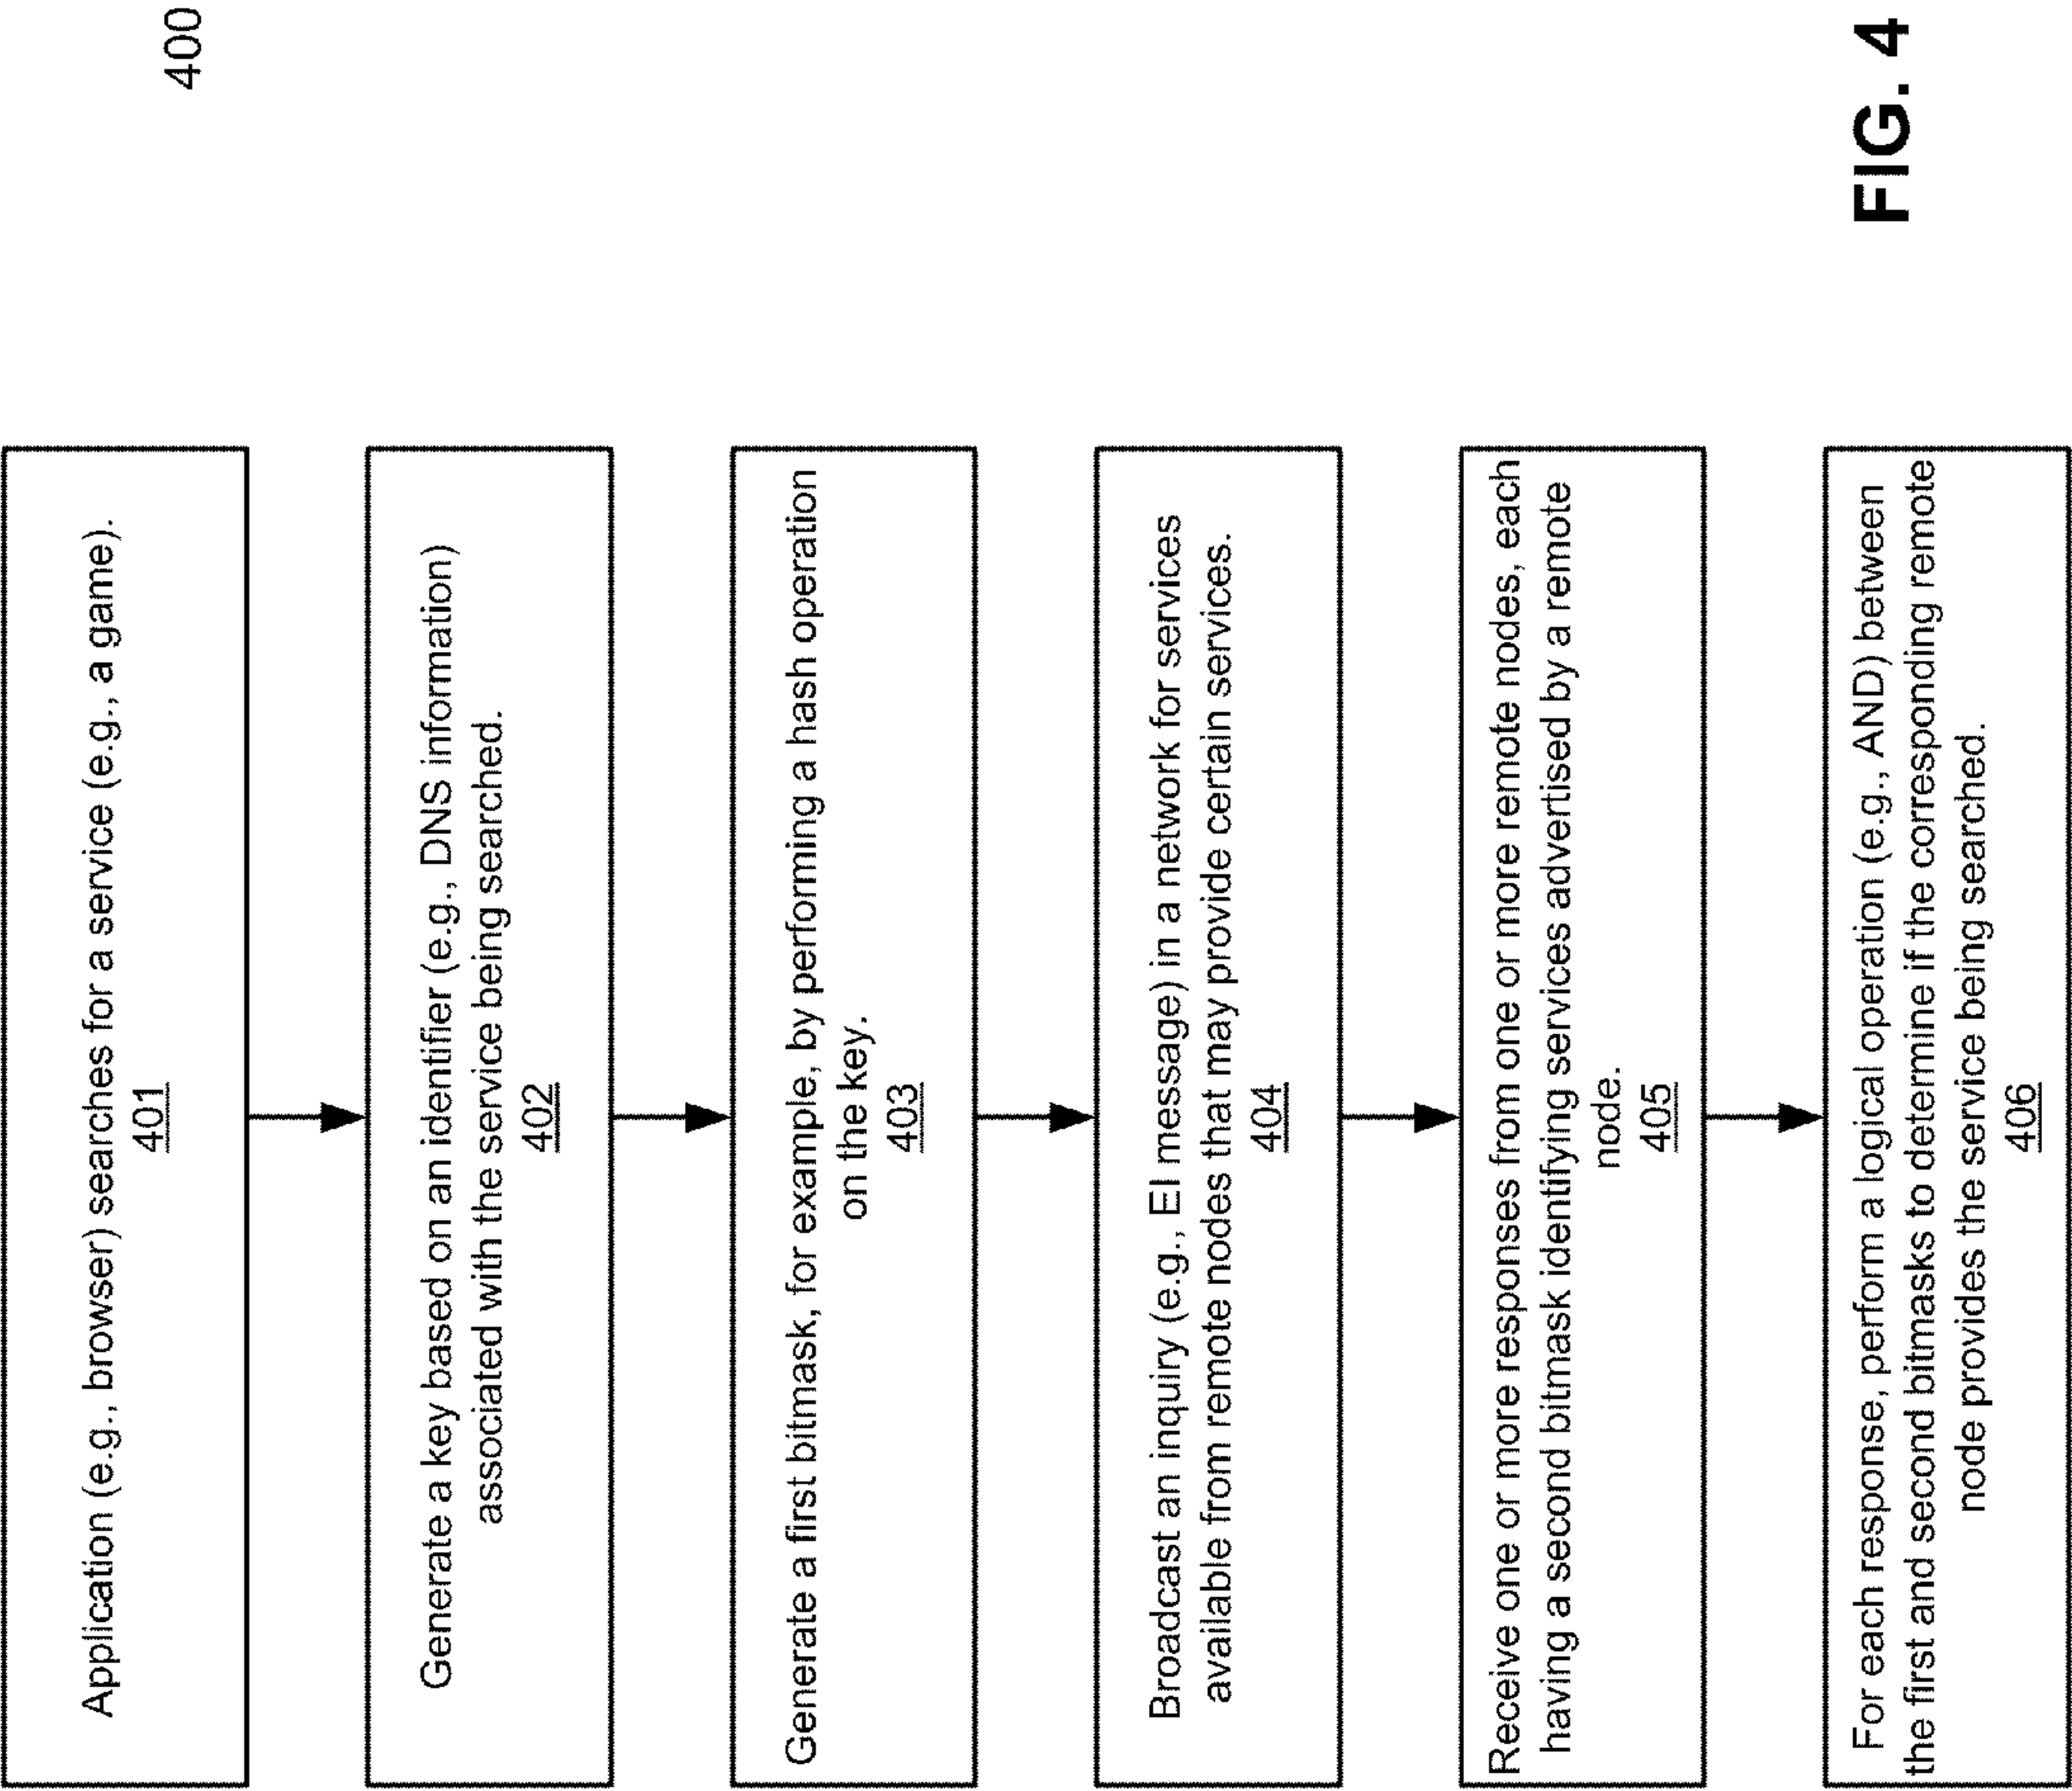 400
Application (e.g., browser) searches for a service (e.g., a game).
401
Generate a key based on an identifier (e.g., DNS information)
associated with the service being searched.
402
Generate a first bitmask, for example, by performing a hash operation
on the key.
403
Broadcast an inquiry (e.g., EI message) in a network for services
available from remote nodes that may provide certain services.
404
Receive one or more responses from one or more remote nodes, each
having a second bitmask identifying services advertised by a remote
node.
405
For each response, perform a logical operation (e.g., AND) between
the first and second bitmasks to determine if the corresponding remote
node provides the service being searched.
406
FIG. 4